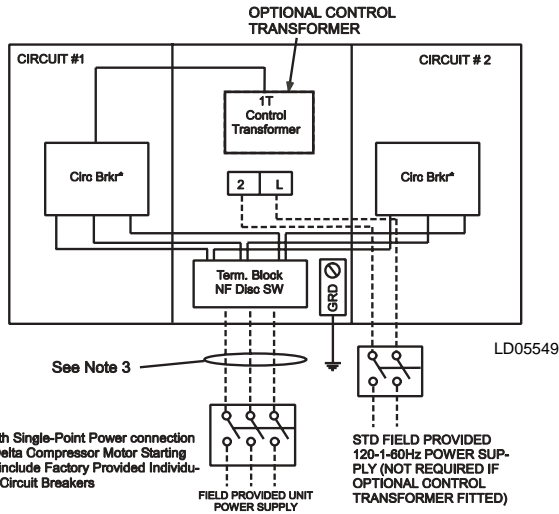 OPTIONAL CONTROL
TRANSFORMER
CIRCUIT #1
CIRCUIT # 2
1T
Control
Transformer
Circ Brkr*
Circ Brkr*
2 L
Term. Block
NF Disc SW
GRD
LD05549
See Note 3
Single-Point Power connection
Compressor Motor Starting
include Factory Provided Individu-
Circuit Breakers
STD FIELD PROVIDED
120-1-60Hz POWER SUP-
PLY (NOT REQUIRED IF
OPTIONAL CONTROL
TRANSFORMER FITTED)
FIELD PROVIDED UNIT
POWER SUPPLY